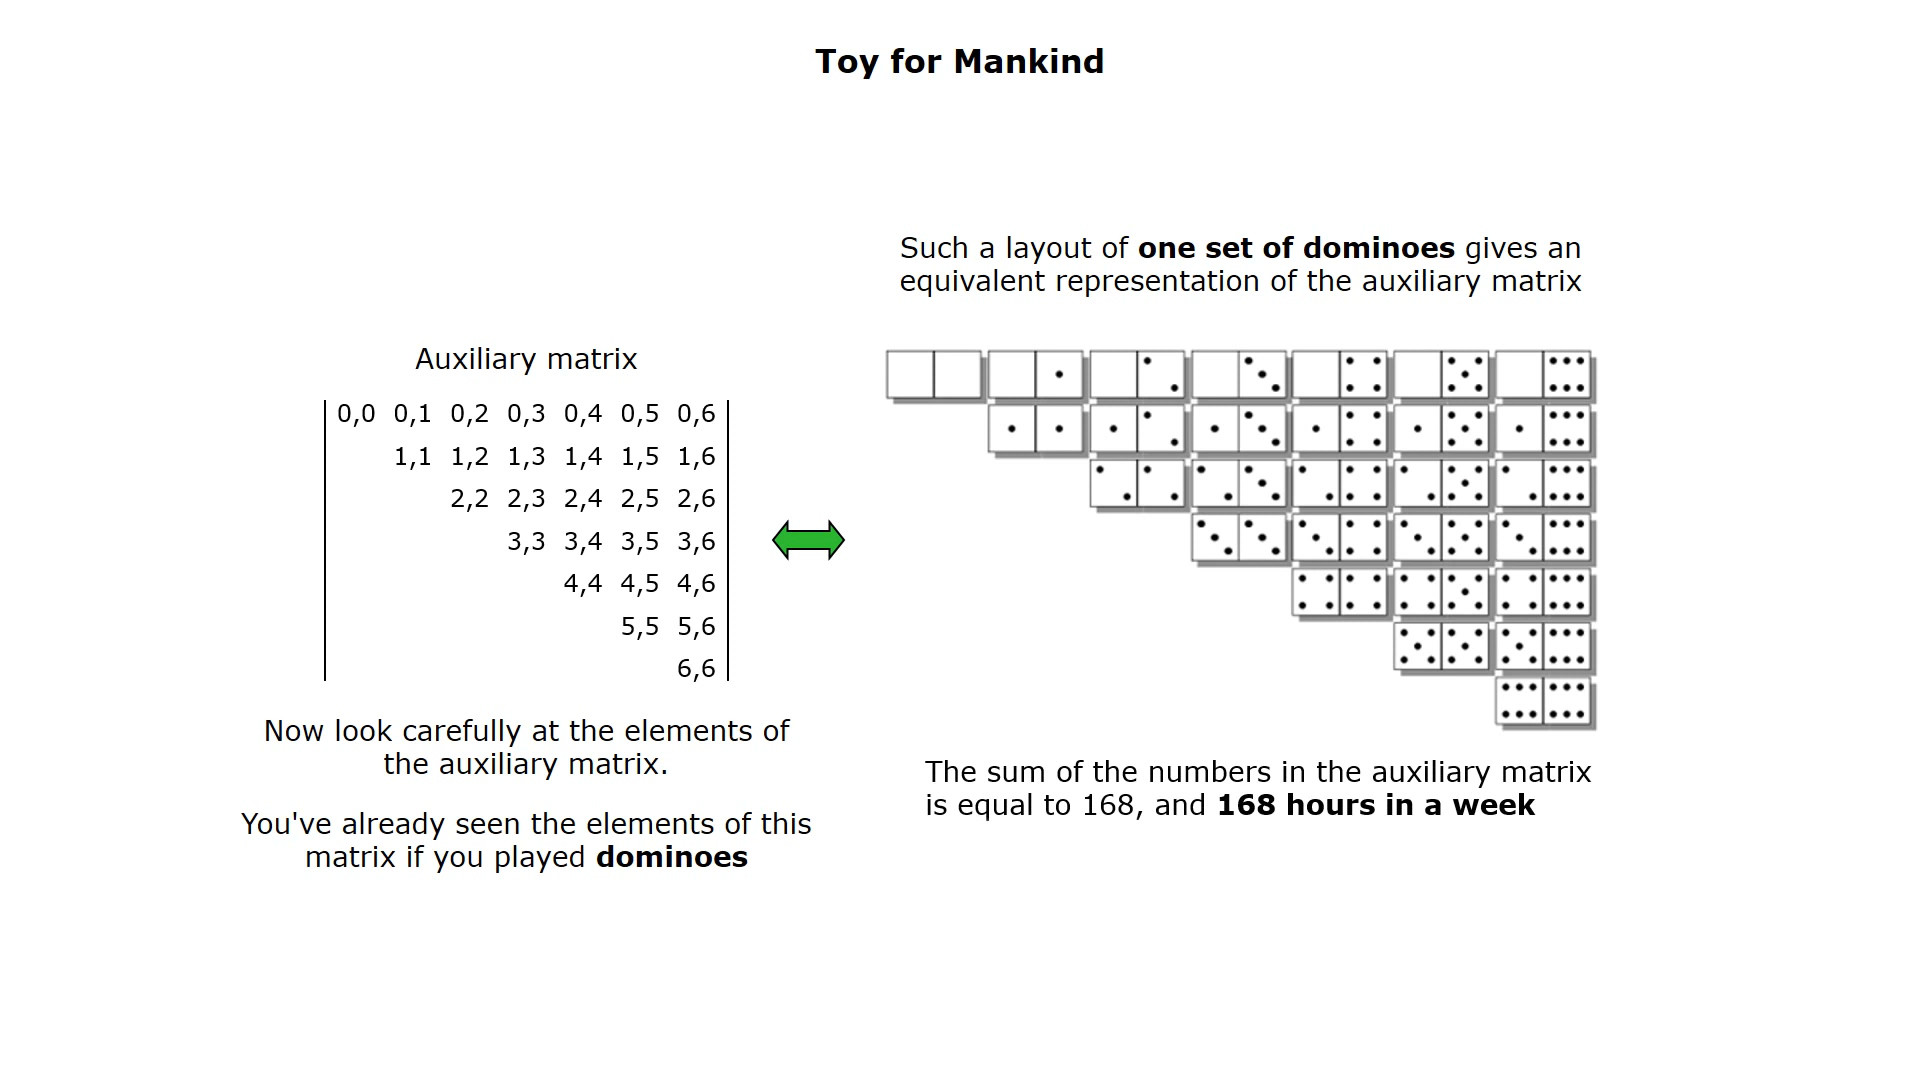 Toy for Mankind
Such a layout of one set of dominoes gives an
equivalent representation of the auxiliary matrix
Auxiliary matrix
0,0 0,1 0,2 0,3 0,4 0,5 0,6
1,1 1,2 1,3 1,4 1,5 1,6
2,2 2,3 2,4 2,5 2,6
3,3 3,4 3,5 3,6
4,4 4,5 4,6
5,5 5,6
6,6
Now look carefully at the elements of
the auxiliary matrix.
You've already seen the elements of this
matrix if you played dominoes
The sum of the numbers in the auxiliary matrix
is equal to 168, and 168 hours in a week